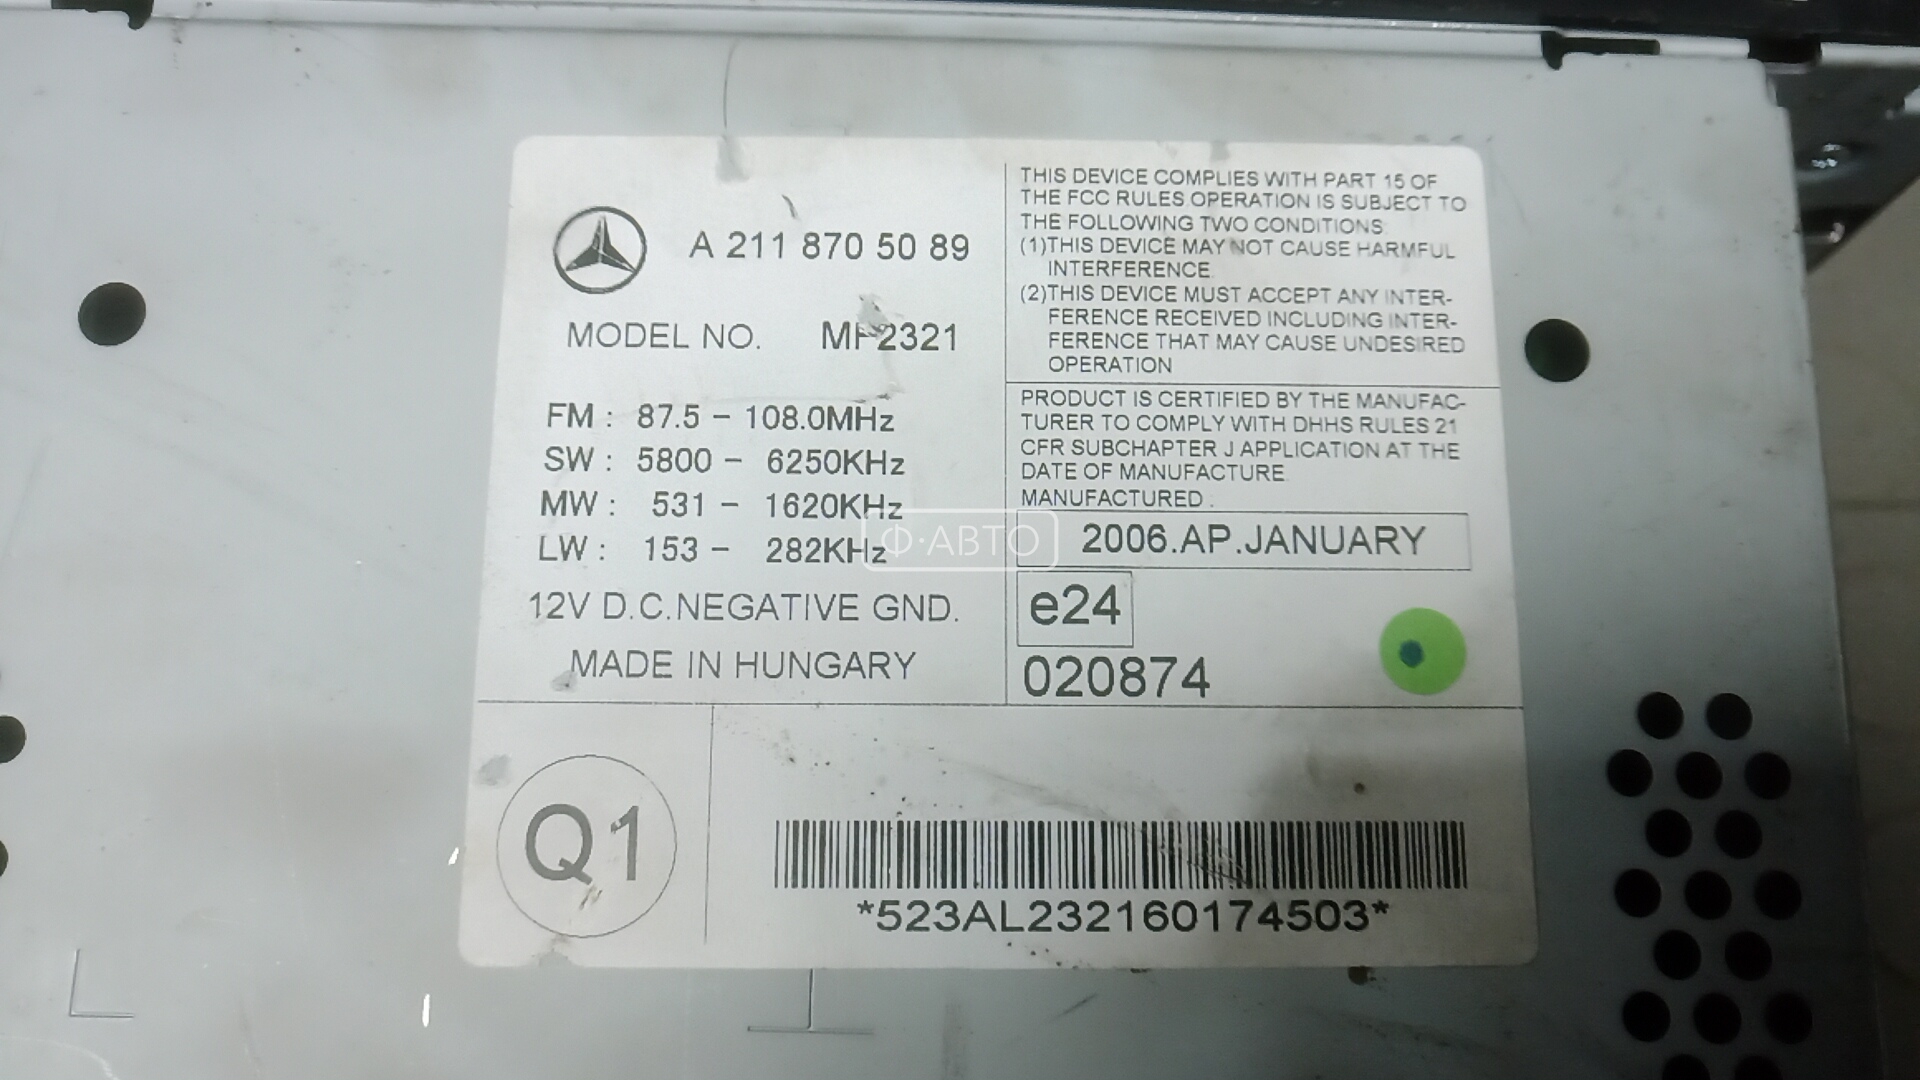 A 211 870 50 89
MODEL NO. MF2321
FM : 87.5 – 108.0MHz
SW : 5800 – 6250KHz
MW : 531 – 1620KHz
LW : 153 – 282KHz
12V D.C.NEGATIVE GND.
MADE IN HUNGARY
THIS DEVICE COMPLIES WITH PART 15 OF
THE FCC RULES OPERATION IS SUBJECT TO
THE FOLLOWING TWO CONDITIONS:
(1)THIS DEVICE MAY NOT CAUSE HARMFUL
INTERFERENCE
(2)THIS DEVICE MUST ACCEPT ANY INTER-
FERENCE RECEIVED INCLUDING INTER-
FERENCE THAT MAY CAUSE UNDESIRED
OPERATION
PRODUCT IS CERTIFIED BY THE MANUFAC-
TURER TO COMPLY WITH DHHS RULES 21
CFR SUBCHAPTER J APPLICATION AT THE
DATE OF MANUFACTURE
MANUFACTURED :
2006.AP.JANUARY
e24
020874
Ф·АВТО
Q1
*523AL232160174503*